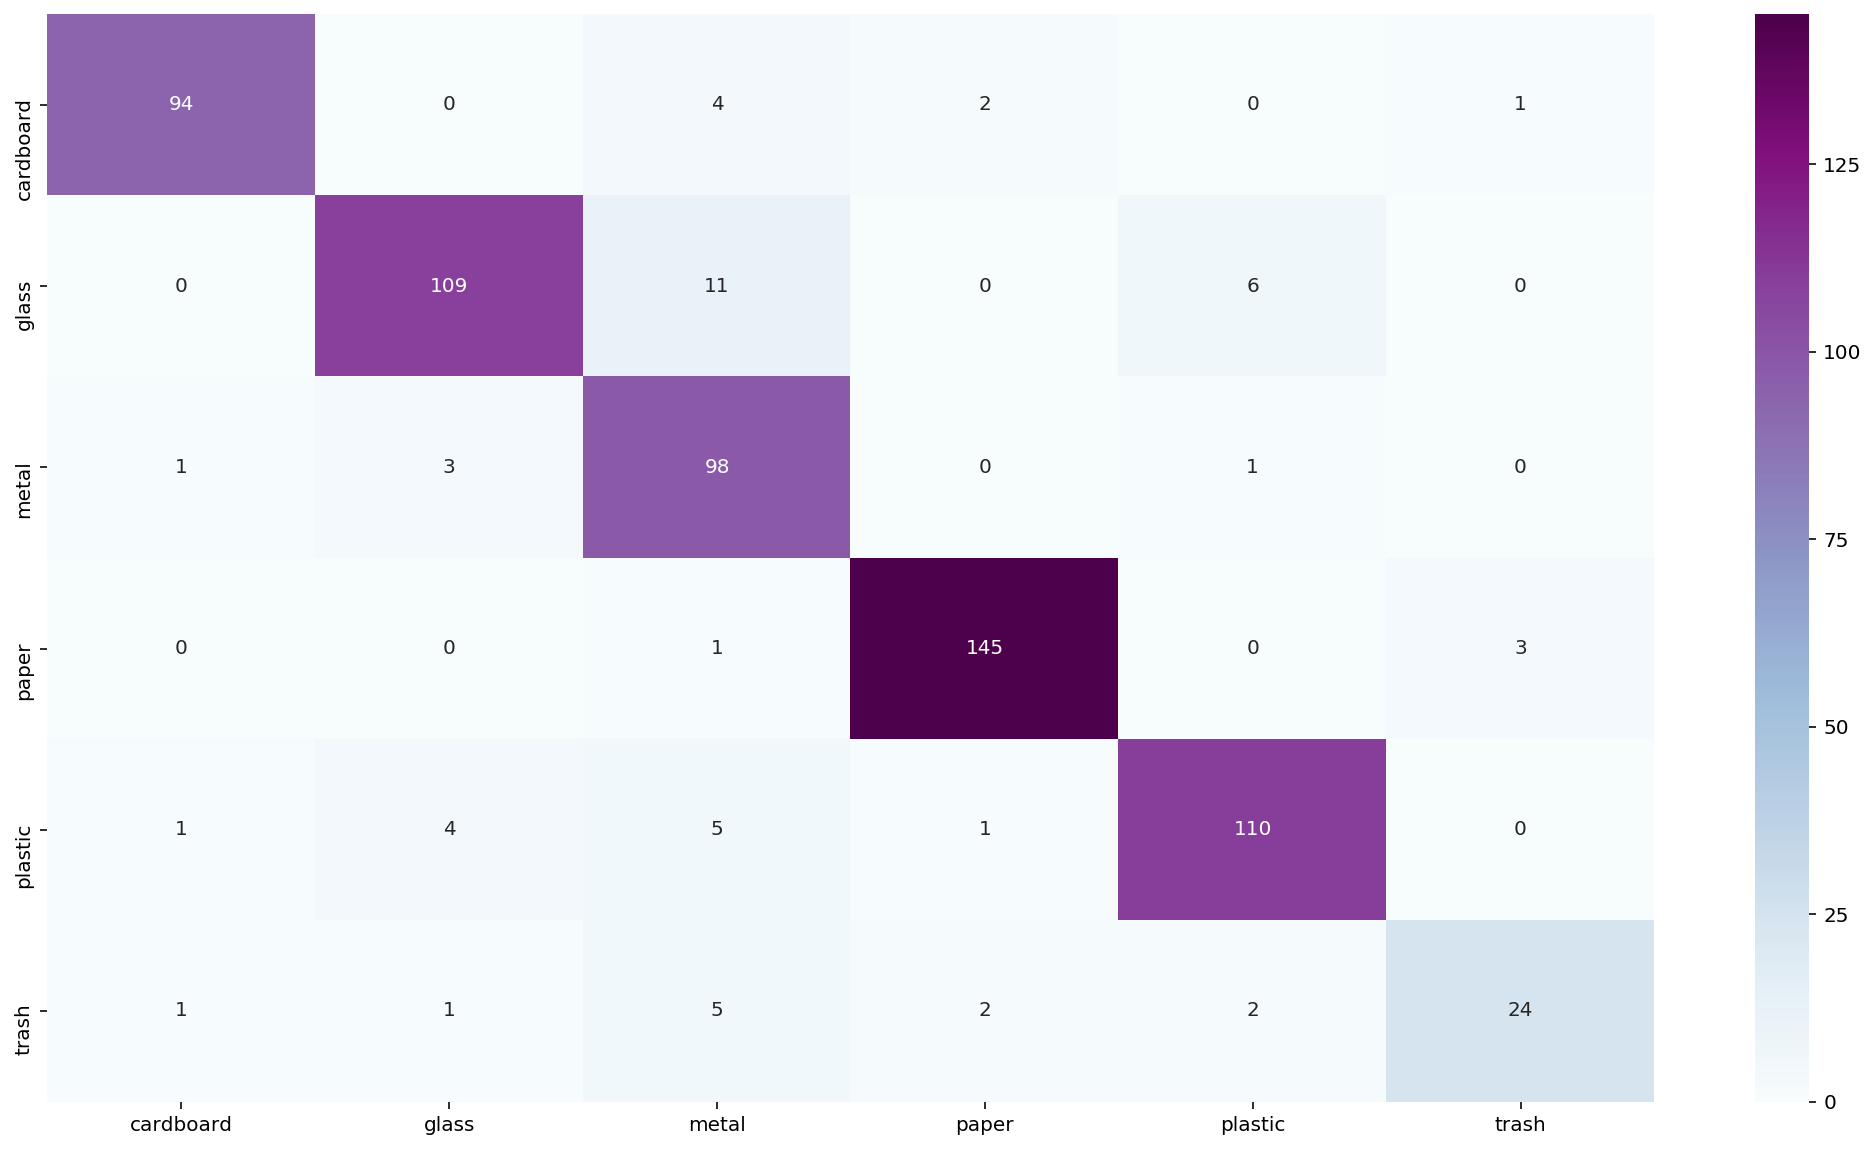 cardboard 94 0 4 2 0 1
glass 0 109 11 0 6 0
metal 1 3 98 0 1 0
paper 0 0 1 145 0 3
plastic 1 4 5 1 110 0
trash 1 1 5 2 2 24
cardboard glass metal paper plastic trash
125
100
75
50
25
0